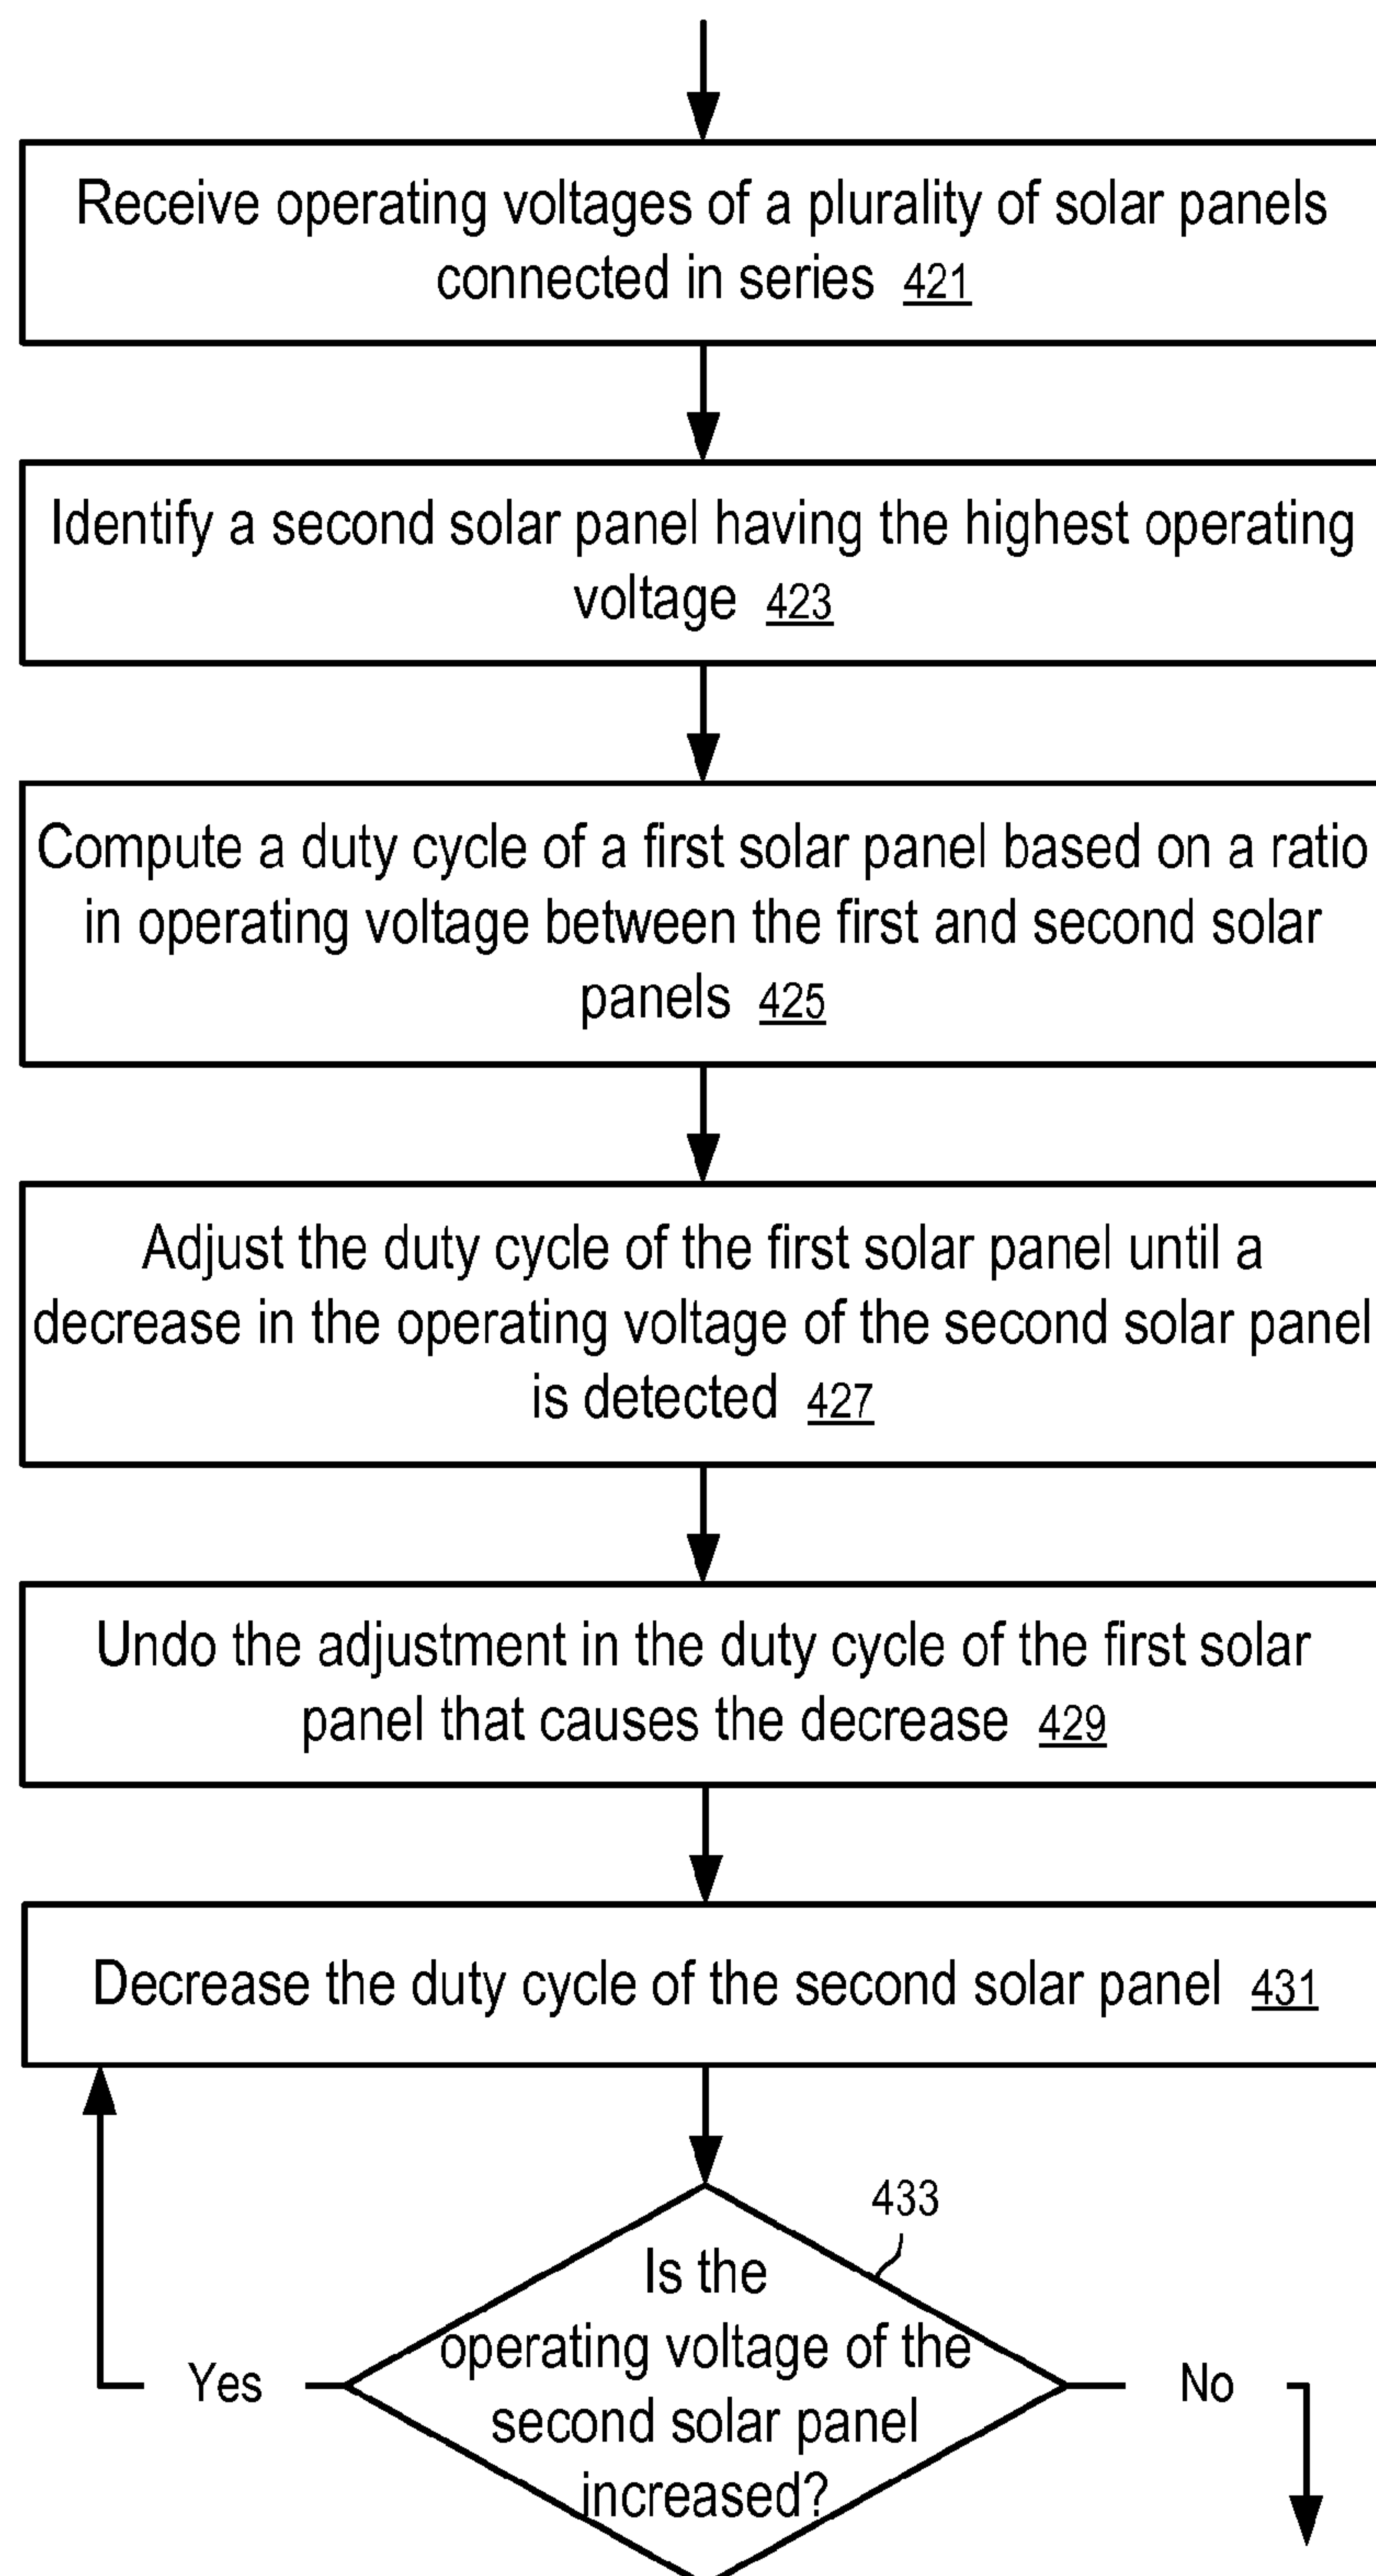 Receive operating voltages of a plurality of solar panels
connected in series 421
Identify a second solar panel having the highest operating
voltage 423
Compute a duty cycle of a first solar panel based on a ratio
in operating voltage between the first and second solar
panels 425
Adjust the duty cycle of the first solar panel until a
decrease in the operating voltage of the second solar panel
is detected 427
Undo the adjustment in the duty cycle of the first solar
panel that causes the decrease 429
Decrease the duty cycle of the second solar panel 431
433
Is the
operating voltage of the
second solar panel
increased?
Yes
No